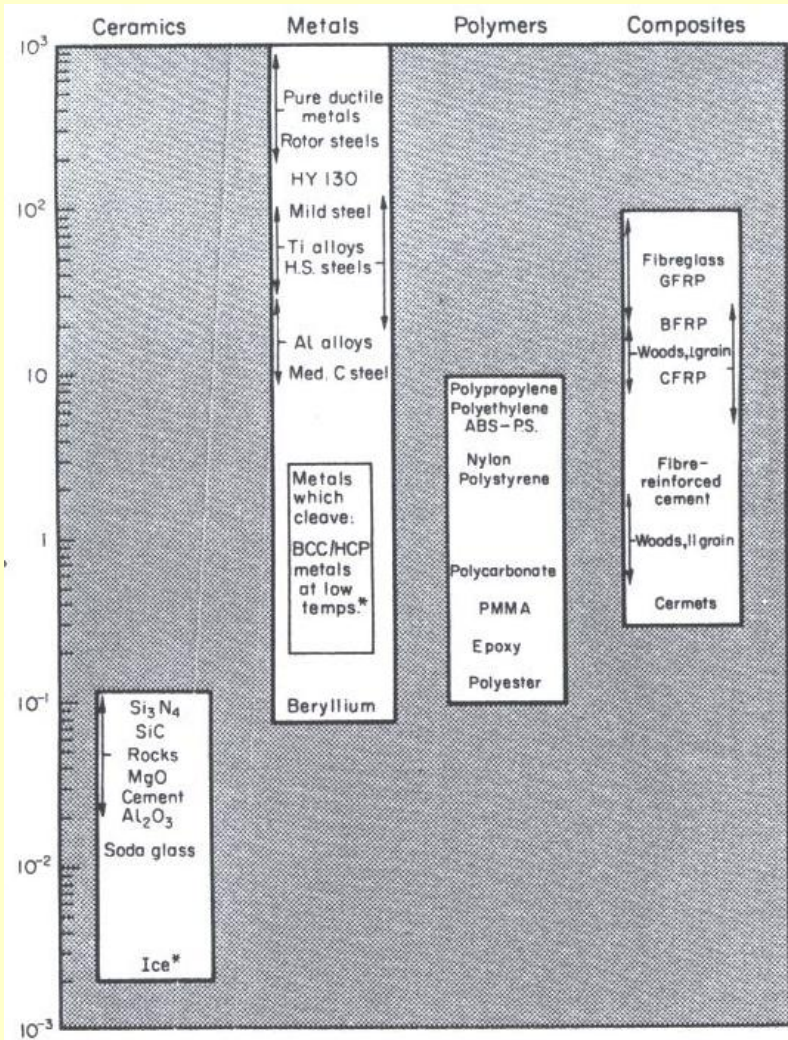 Ceramics
Metals
Polymers
Composites
10³
10²
10
1
10⁻¹
10⁻²
10⁻³
Si₃N₄
SiC
Rocks
MgO
Cement
Al₂O₃
Soda glass
Ice*
Pure ductile
metals
Rotor steels
HY 130
Mild steel
Ti alloys
H.S. steels
Al alloys
Med. C steel
Metals
which
cleave:
BCC/HCP
metals
at low
temps.*
Beryllium
Polypropylene
Polyethylene
ABS-P.S.
Nylon
Polystyrene
Polycarbonate
PMMA
Epoxy
Polyester
Fibreglass
GFRP
BFRP
Woods, ⊥grain
CFRP
Fibre-
reinforced
cement
Woods, II grain
Cermets